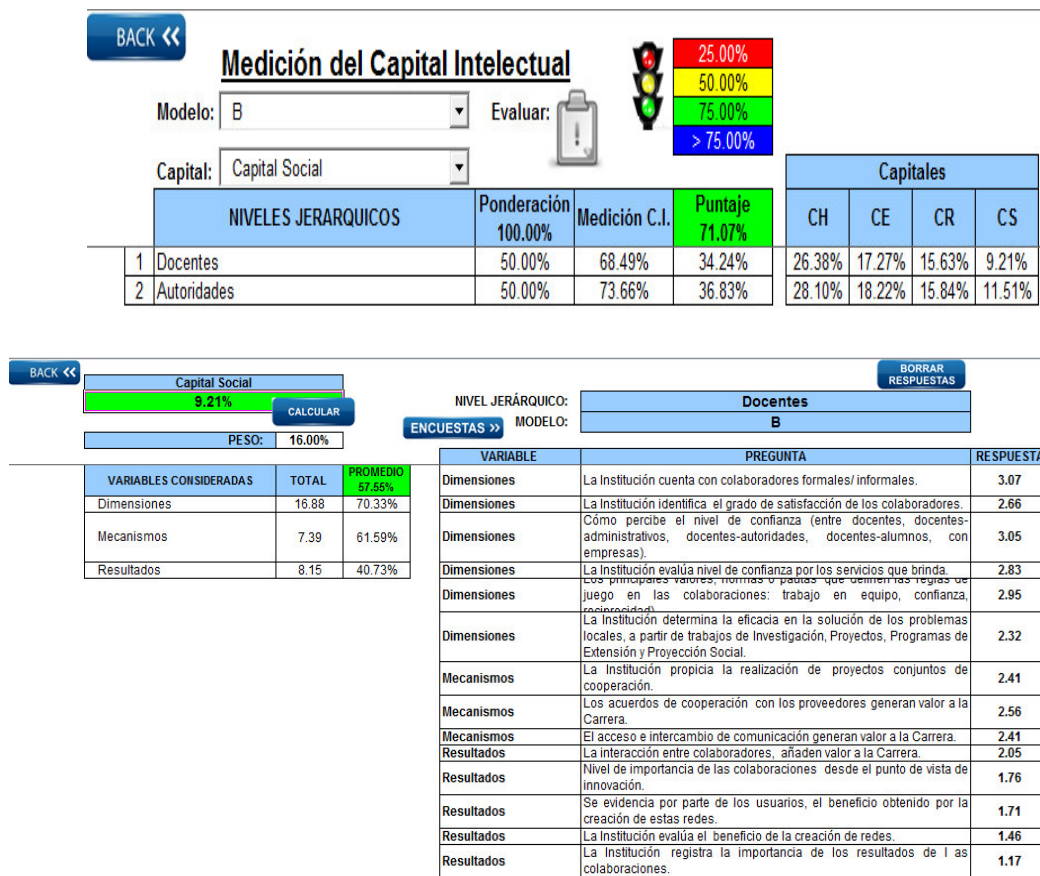 BACK <<
Medición del Capital Intelectual
25.00%
50.00%
75.00%
> 75.00%
Modelo: B
Evaluar:
Capital: Capital Social
Capitales
NIVELES JERARQUICOS Ponderación 100.00% Medición C.I. Puntaje 71.07% CH CE CR CS
1 Docentes 50.00% 68.49% 34.24% 26.38% 17.27% 15.63% 9.21%
2 Autoridades 50.00% 73.66% 36.83% 28.10% 18.22% 15.84% 11.51%
BACK <<
Capital Social
9.21%
CALCULAR
PESO: 16.00%
BORRAR
RESPUESTAS
NIVEL JERÁRQUICO: Docentes
ENCUESTAS >>
MODELO: B
VARIABLES CONSIDERADAS TOTAL PROMEDIO 57.55%
Dimensiones 16.88 70.33%
Mecanismos 7.39 61.59%
Resultados 8.15 40.73%
VARIABLE PREGUNTA RESPUESTA
Dimensiones La Institución cuenta con colaboradores formales/ informales. 3.07
Dimensiones La Institución identifica el grado de satisfacción de los colaboradores. 2.66
Dimensiones Cómo percibe el nivel de confianza (entre docentes, docentes-
administrativos, docentes-autoridades, docentes-alumnos, con
empresas). 3.05
Dimensiones La Institución evalúa nivel de confianza por los servicios que brinda. 2.83
Dimensiones Los principales valores, normas o pautas que definen las reglas de
juego en las colaboraciones: trabajo en equipo, confianza,
reciprocidad) 2.95
Dimensiones La Institución determina la eficacia en la solución de los problemas
locales, a partir de trabajos de Investigación, Proyectos, Programas de
Extensión y Proyección Social. 2.32
Mecanismos La Institución propicia la realización de proyectos conjuntos de
cooperación. 2.41
Mecanismos Los acuerdos de cooperación con los proveedores generan valor a la
Carrera. 2.56
Mecanismos El acceso e intercambio de comunicación generan valor a la Carrera. 2.41
Resultados La interacción entre colaboradores, añaden valor a la Carrera. 2.05
Resultados Nivel de importancia de las colaboraciones desde el punto de vista de
innovación. 1.76
Resultados Se evidencia por parte de los usuarios, el beneficio obtenido por la
creación de estas redes. 1.71
Resultados La Institución evalúa el beneficio de la creación de redes. 1.46
Resultados La Institución registra la importancia de los resultados de l as
colaboraciones. 1.17